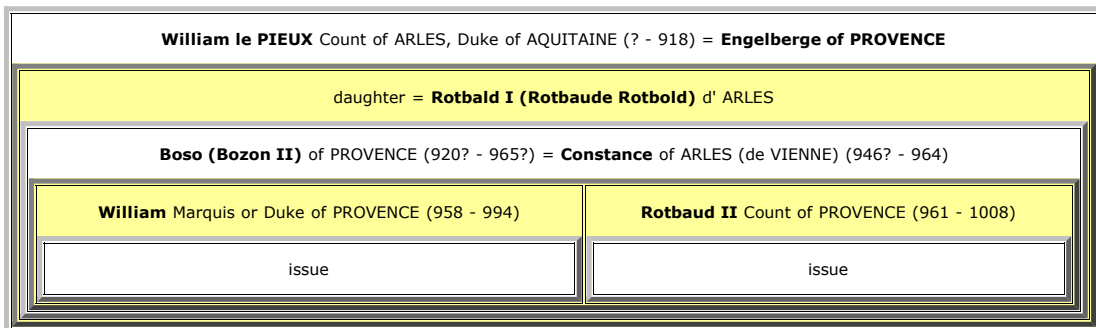 William le PIEUX Count of ARLES, Duke of AQUITAINE (? - 918) = Engelberge of PROVENCE
daughter = Rotbald I (Rotbaude Rotbold) d' ARLES
Boso (Bozon II) of PROVENCE (920? - 965?) = Constance of ARLES (de VIENNE) (946? - 964)
William Marquis or Duke of PROVENCE (958 - 994)
Rotbaud II Count of PROVENCE (961 - 1008)
issue
issue